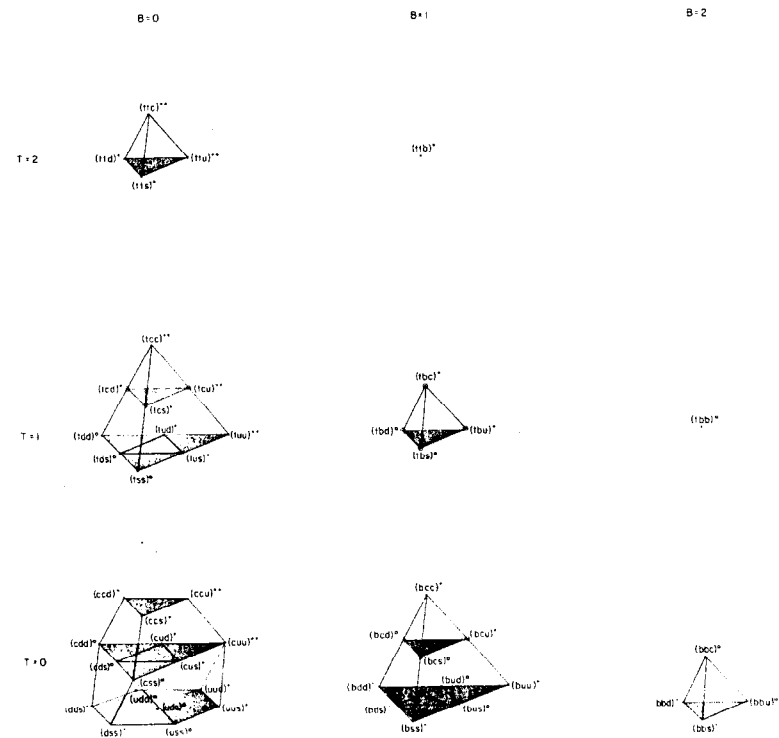 B=0 B=1 B=2
(ttc)⁺⁺
T=2 (ttd)⁺ (ttu)⁺⁺ (ttb)⁺
(tts)⁺
(tcc)⁺⁺
(tcd)⁺ (tcu)⁺⁺ (tbc)⁺
(tcs)⁺
T=1 (tdd)⁰ (tud)⁺ (tuu)⁺⁺ (tbd)⁰ (tbu)⁺ (tbb)⁰
(tds)⁰ (tus)⁺ (tbs)⁰
(tss)⁰
(ccd)⁺ (ccu)⁺⁺ (bcc)⁺
(ccs)⁺
(cdd)⁰ (cud)⁺ (cuu)⁺⁺ (bcd)⁰ (bcu)⁺
T=0 (cds)⁰ (cus)⁺ (bcs)⁰ (bbc)⁰
(css)⁰ (bdd)⁻ (bud)⁰ (buu)⁺
(udd)⁰ (uud)⁺ (bbd)⁻ (bbu)⁰
(dds)⁻ (uds)⁰ (uus)⁺ (bds)⁻ (bus)⁰
(dss)⁻ (uss)⁰ (bss)⁻ (bbs)⁻